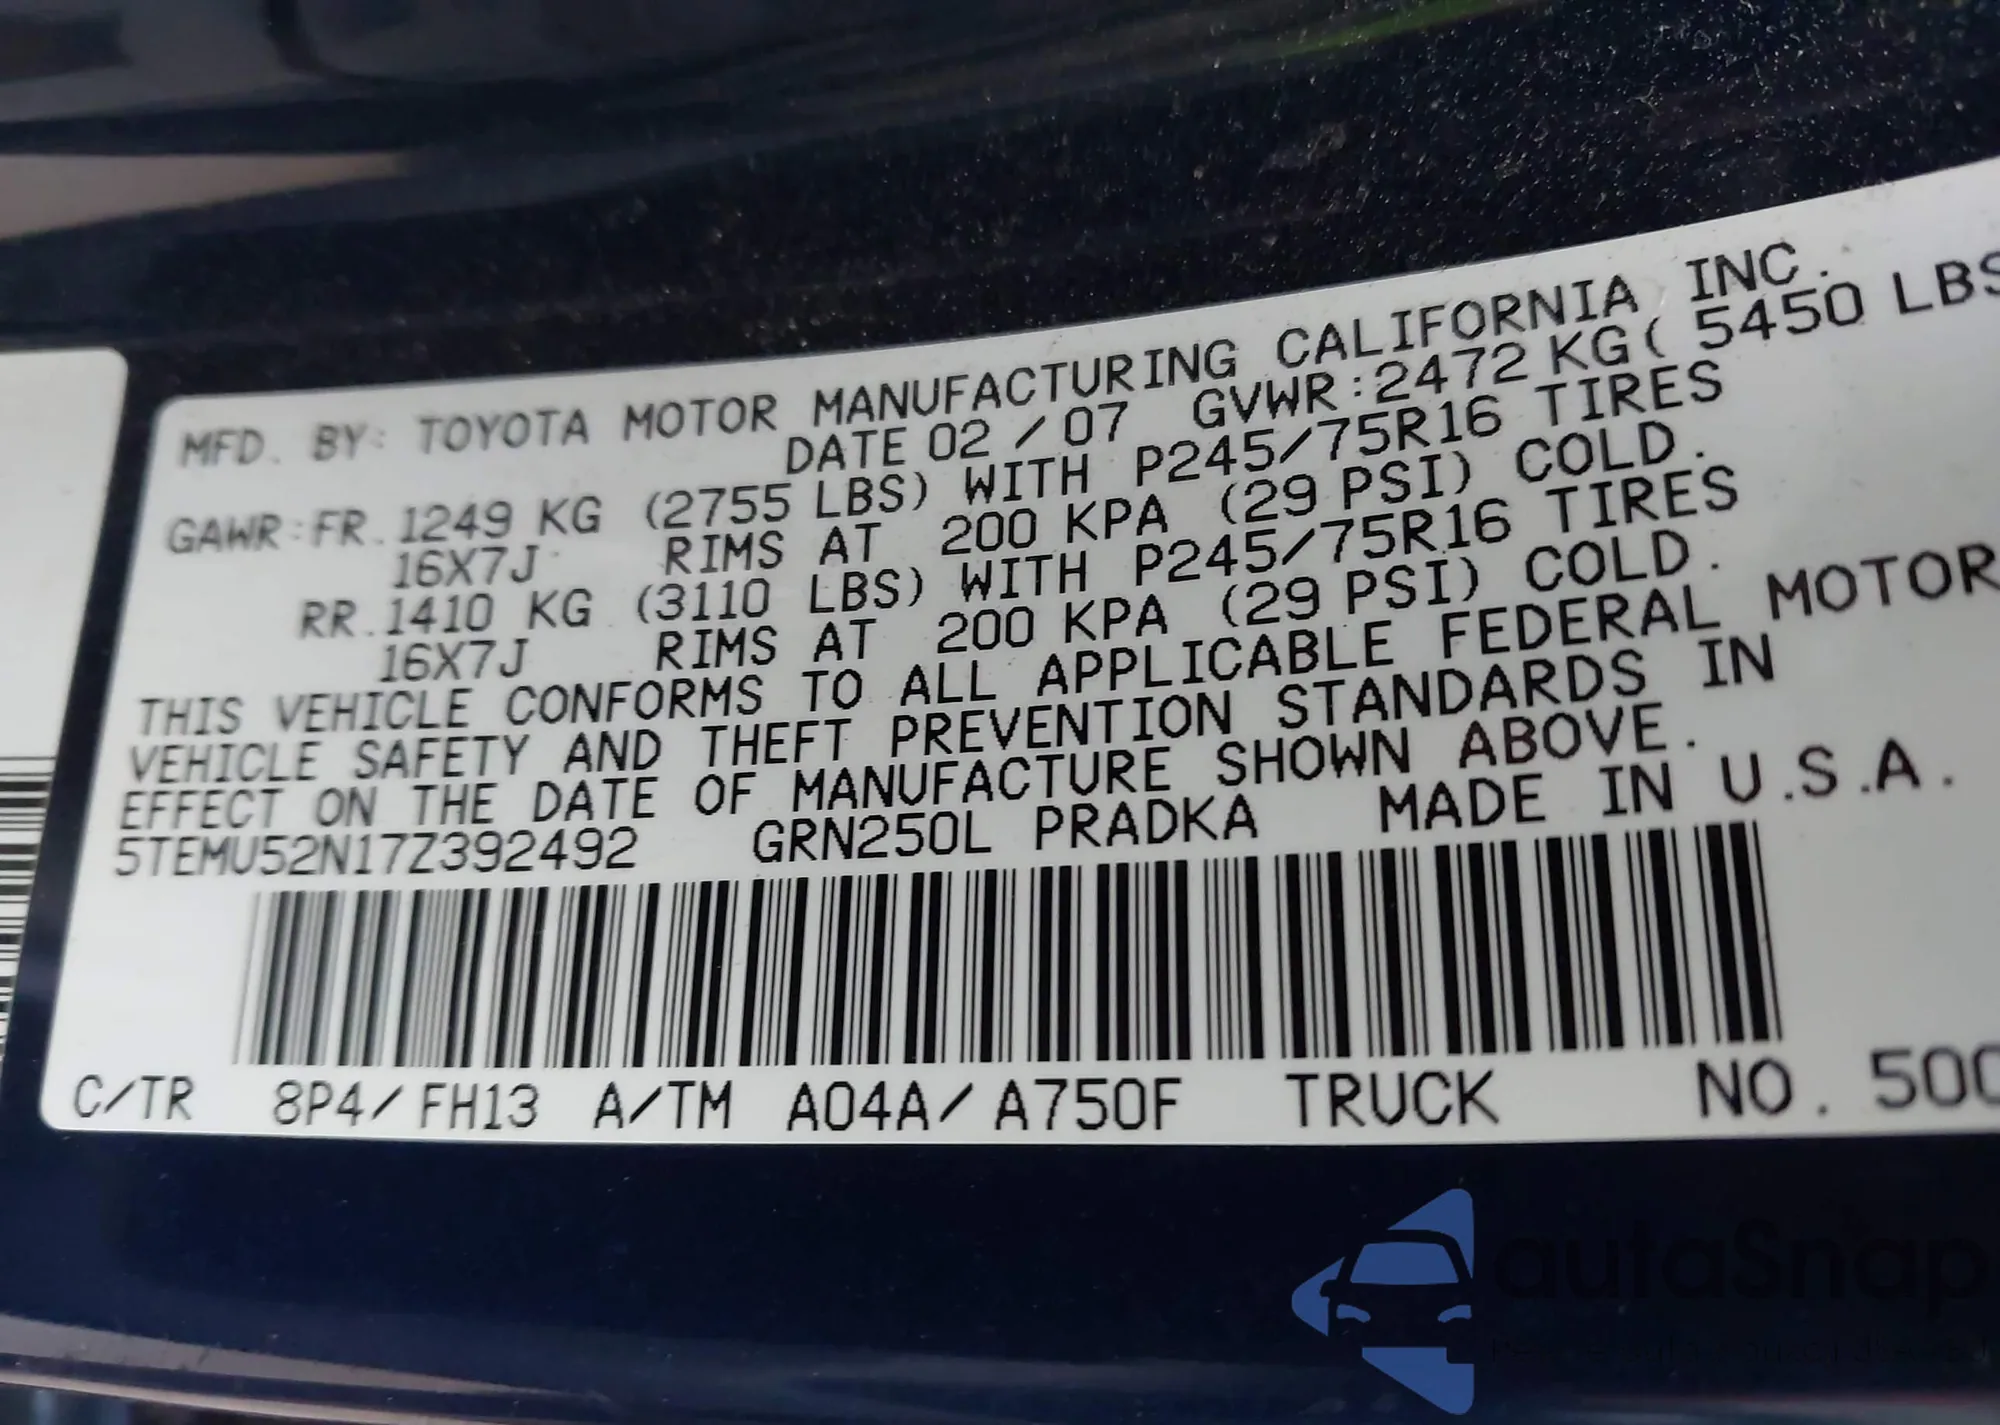 MFD. BY: TOYOTA MOTOR MANUFACTURING CALIFORNIA INC.
DATE 02 / 07 GVWR:2472 KG( 5450 LBS
GAWR:FR. 1249 KG (2755 LBS) WITH P245/75R16 TIRES
16X7J RIMS AT 200 KPA (29 PSI) COLD.
RR. 1410 KG (3110 LBS) WITH P245/75R16 TIRES
16X7J RIMS AT 200 KPA (29 PSI) COLD.
THIS VEHICLE CONFORMS TO ALL APPLICABLE FEDERAL MOTOR
VEHICLE SAFETY AND THEFT PREVENTION STANDARDS IN
EFFECT ON THE DATE OF MANUFACTURE SHOWN ABOVE.
5TEMU52N17Z392492 GRN250L PRADKA MADE IN U.S.A.
C/TR 8P4/FH13 A/TM A04A/A750F TRUCK NO. 500
autaSnap